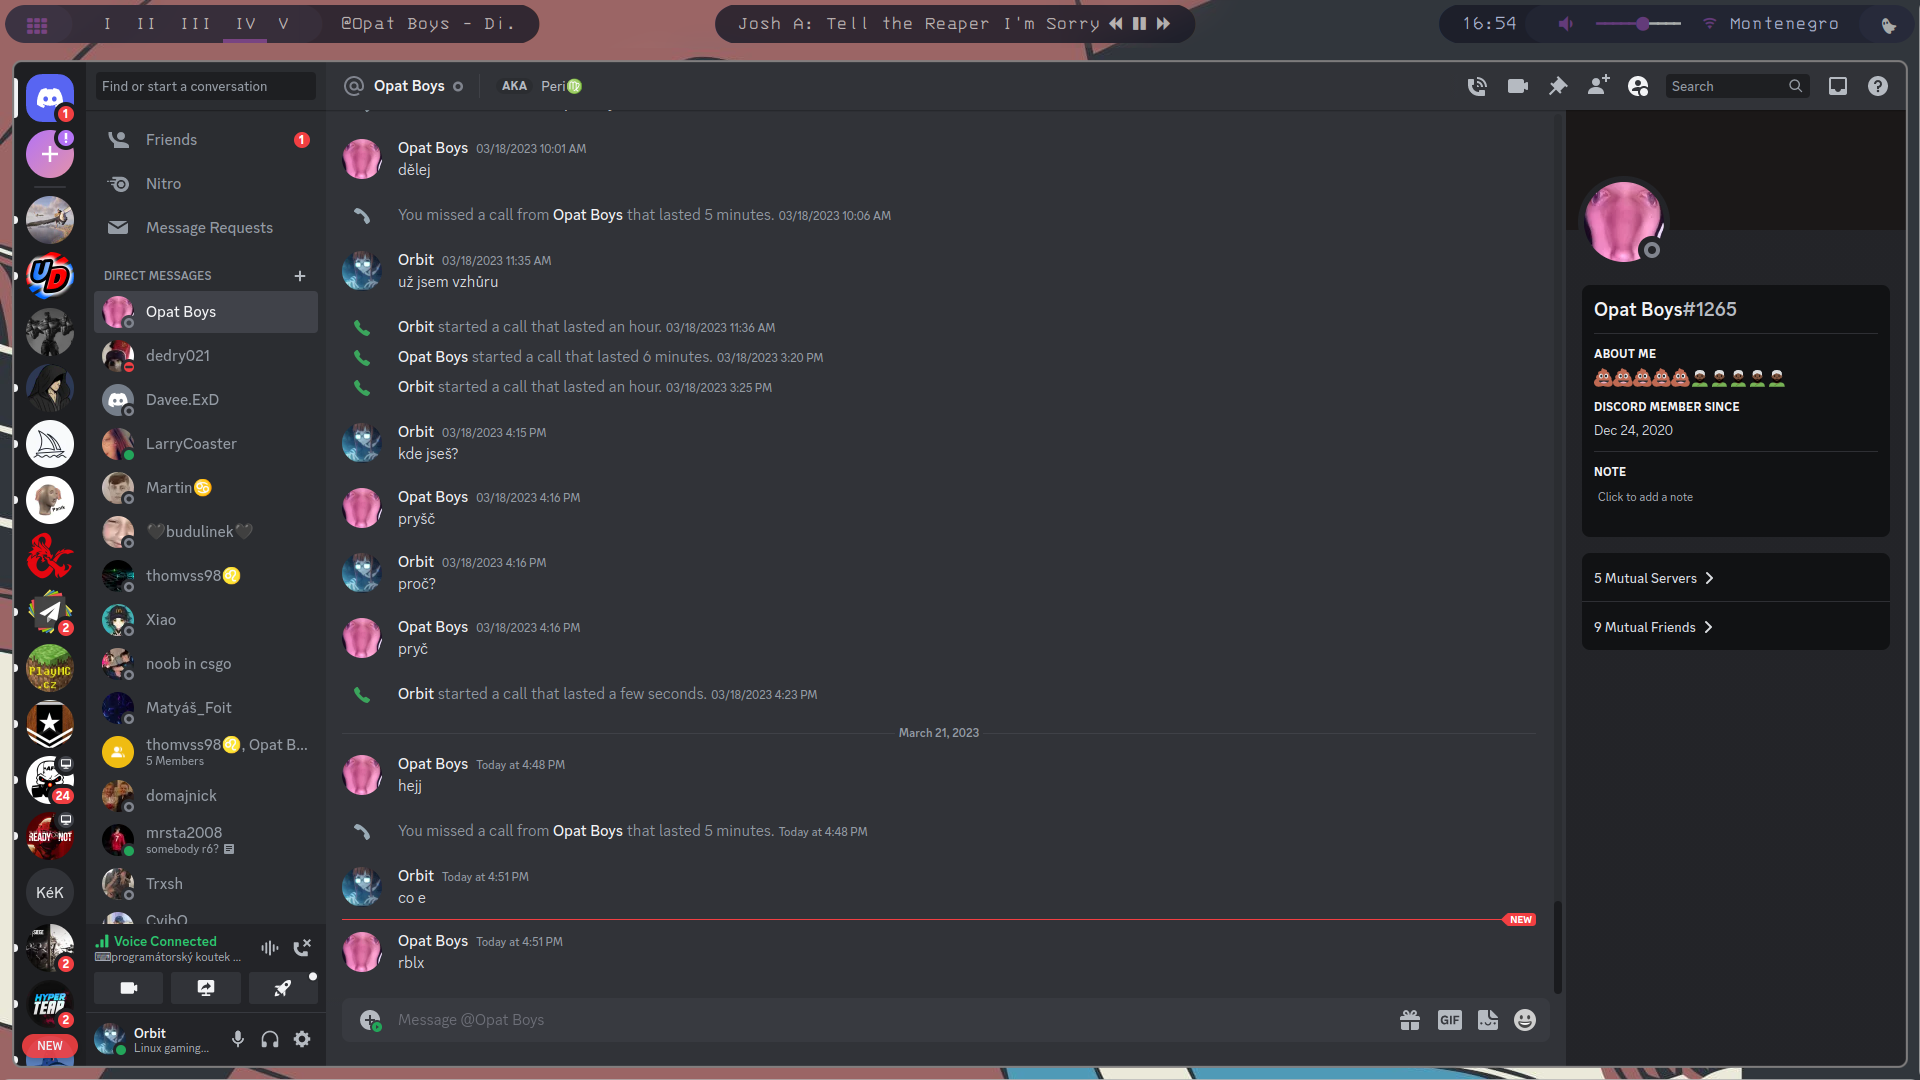 I II III IV V
@Opat Boys - Di.
Josh A: Tell the Reaper I'm Sorry
16:54
Montenegro
Find or start a conversation
Friends
1
Nitro
Message Requests
DIRECT MESSAGES
Opat Boys
dedry021
Davee.ExD
LarryCoaster
Martin♋
🖤budulinek🖤
thomvss98♌
Xiao
noob in csgo
Matyáš_Foit
thomvss98♌, Opat B...
5 Members
domajnick
mrsta2008
somebody r6?
Trxsh
CvibO
Voice Connected
⌨programátorský koutek ...
Orbit
Linux gaming...
1
UD
2
PlayMC
.CZ
24
READY OR NOT
KéK
2
HYPER
TEAP
2
NEW
Opat Boys
AKA
Peri♍
Search
Opat Boys 03/18/2023 10:01 AM
dělej
You missed a call from Opat Boys that lasted 5 minutes. 03/18/2023 10:06 AM
Orbit 03/18/2023 11:35 AM
už jsem vzhůru
Orbit started a call that lasted an hour. 03/18/2023 11:36 AM
Opat Boys started a call that lasted 6 minutes. 03/18/2023 3:20 PM
Orbit started a call that lasted an hour. 03/18/2023 3:25 PM
Orbit 03/18/2023 4:15 PM
kde jseš?
Opat Boys 03/18/2023 4:16 PM
pryšč
Orbit 03/18/2023 4:16 PM
proč?
Opat Boys 03/18/2023 4:16 PM
pryč
Orbit started a call that lasted a few seconds. 03/18/2023 4:23 PM
March 21, 2023
Opat Boys Today at 4:48 PM
hejj
You missed a call from Opat Boys that lasted 5 minutes. Today at 4:48 PM
Orbit Today at 4:51 PM
co e
NEW
Opat Boys Today at 4:51 PM
rblx
Message @Opat Boys
GIF
Opat Boys#1265
ABOUT ME
DISCORD MEMBER SINCE
Dec 24, 2020
NOTE
Click to add a note
5 Mutual Servers
9 Mutual Friends